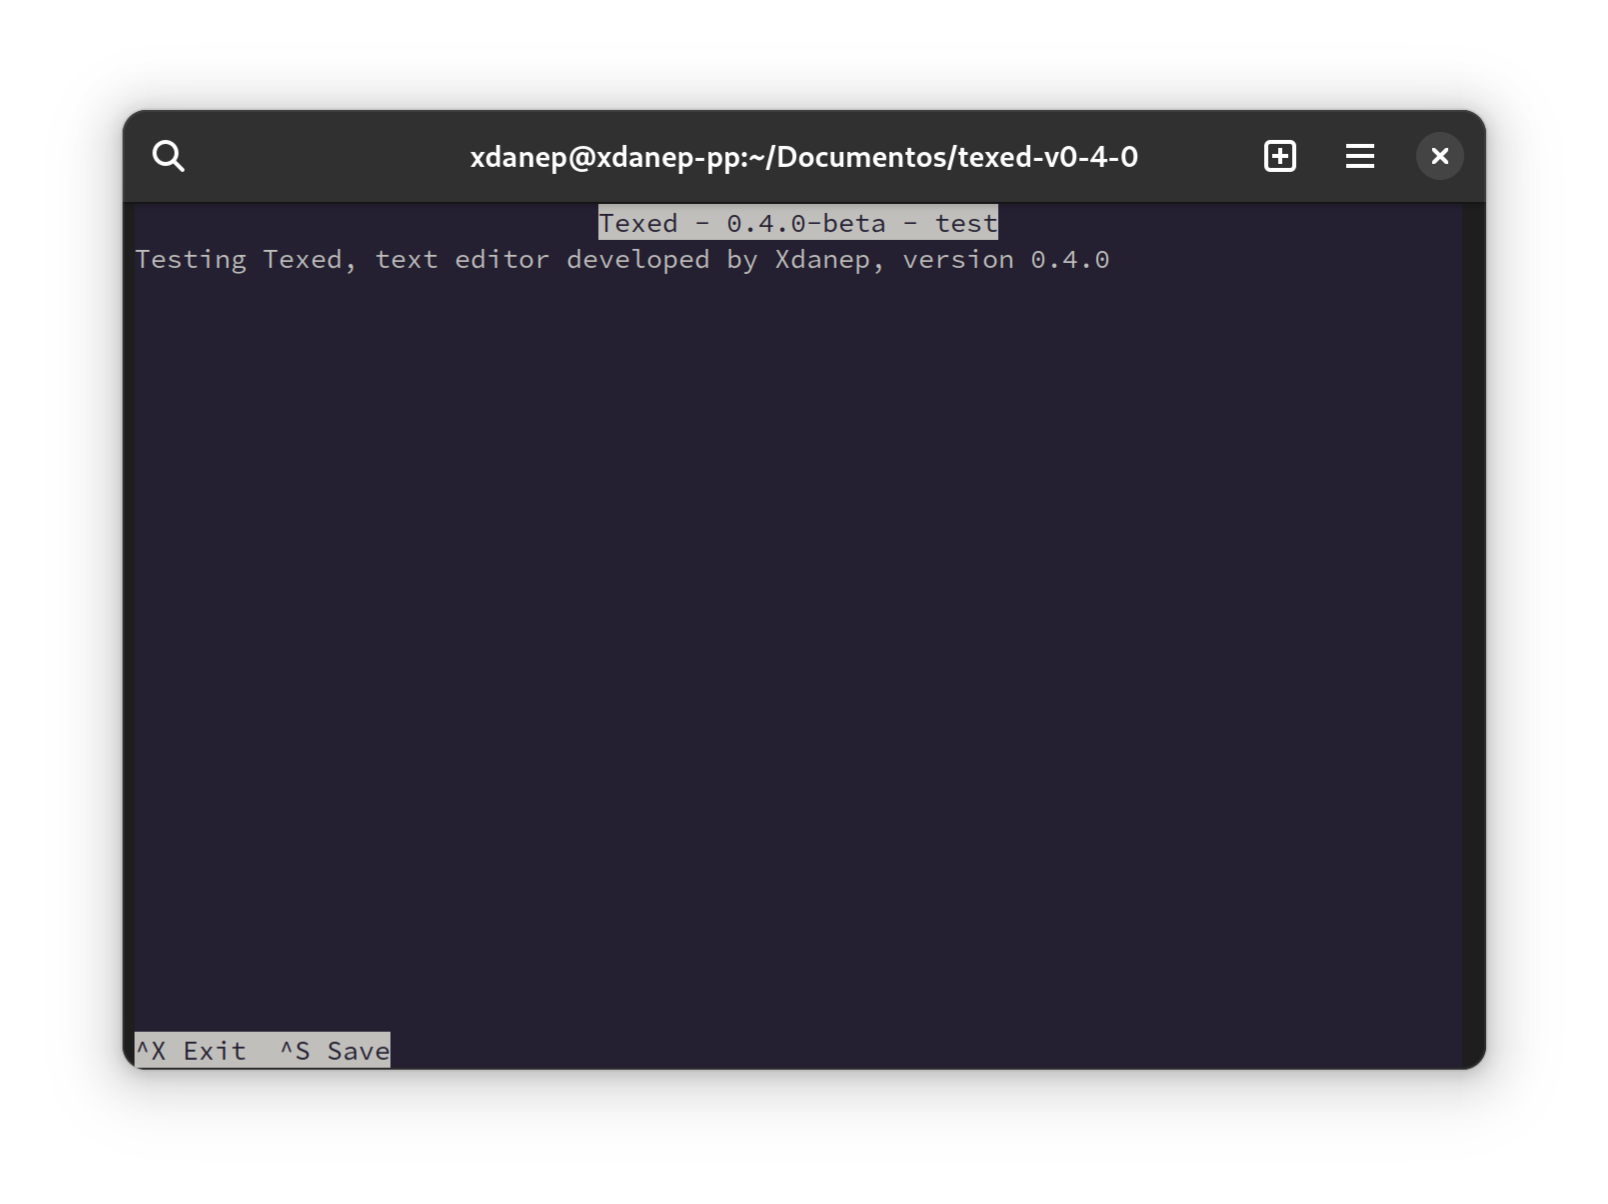 xdanep@xdanep-pp:~/Documentos/texed-v0-4-0
Texed - 0.4.0-beta - test
Testing Texed, text editor developed by Xdanep, version 0.4.0
^X Exit  ^S Save